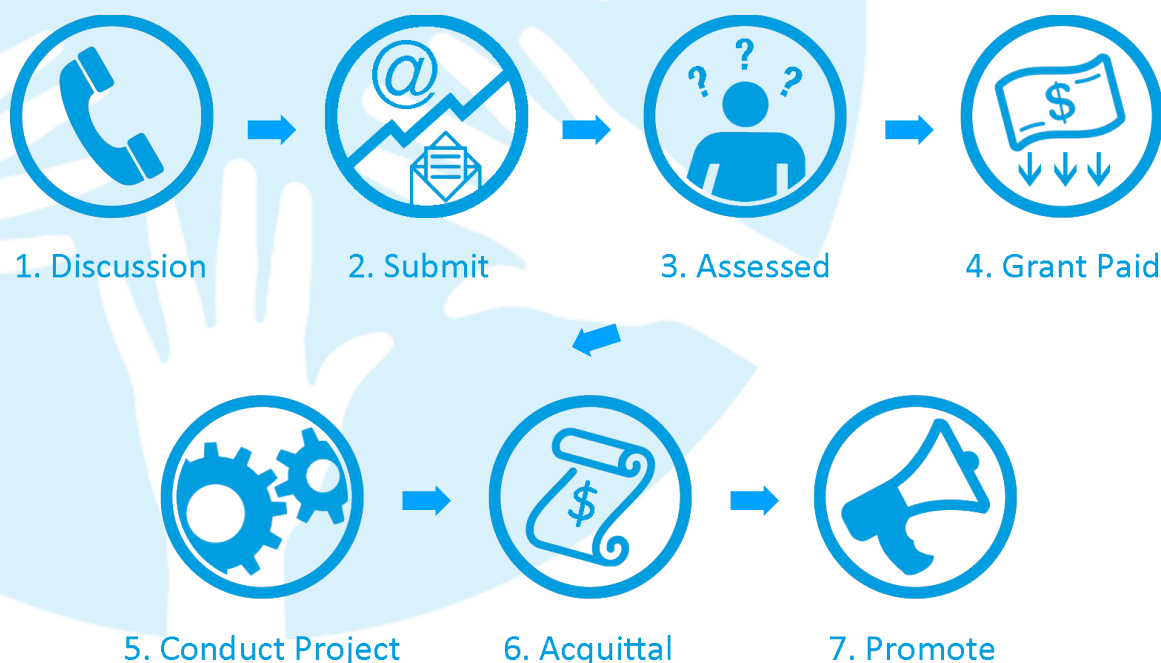 @
? ? ?
$
1. Discussion
2. Submit
3. Assessed
4. Grant Paid
$
5. Conduct Project
6. Acquittal
7. Promote